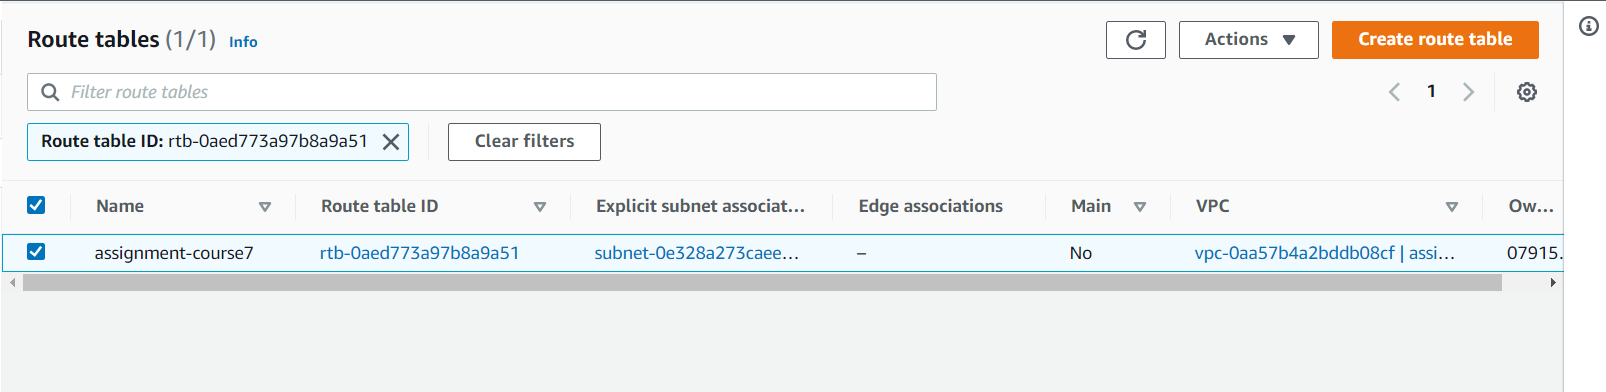 Route tables (1/1) Info
Actions
Create route table
Filter route tables
1
Route table ID: rtb-0aed773a97b8a9a51
Clear filters
Name Route table ID Explicit subnet associat... Edge associations Main VPC Ow...
assignment-course7 rtb-0aed773a97b8a9a51 subnet-0e328a273caee... – No vpc-0aa57b4a2bddb08cf | assi... 07915.